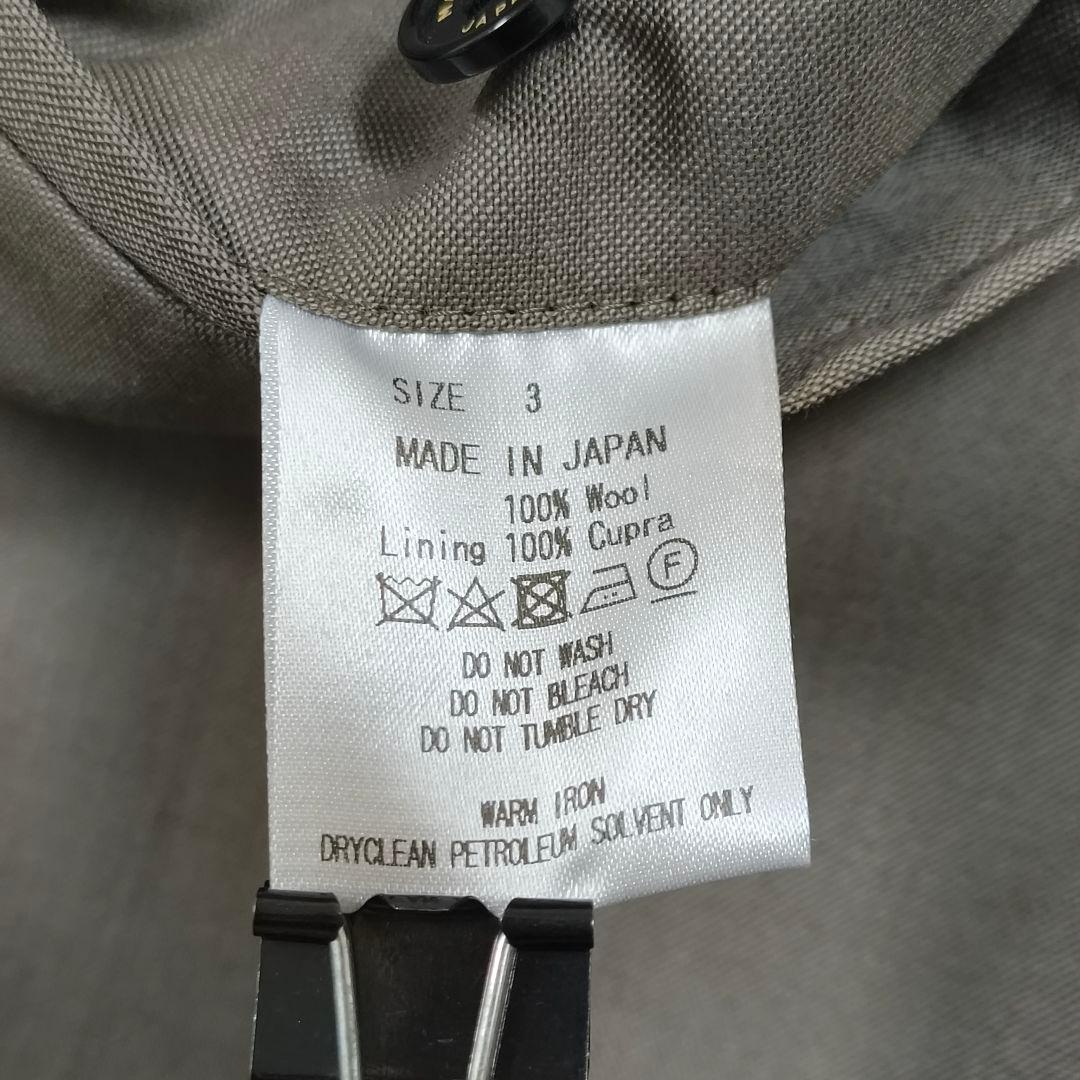 JAPAN
SIZE 3
MADE IN JAPAN
100% Wool
Lining 100% Cupra
F
DO NOT WASH
DO NOT BLEACH
DO NOT TUMBLE DRY
WARM IRON
DRYCLEAN PETROLEUM SOLVENT ONLY